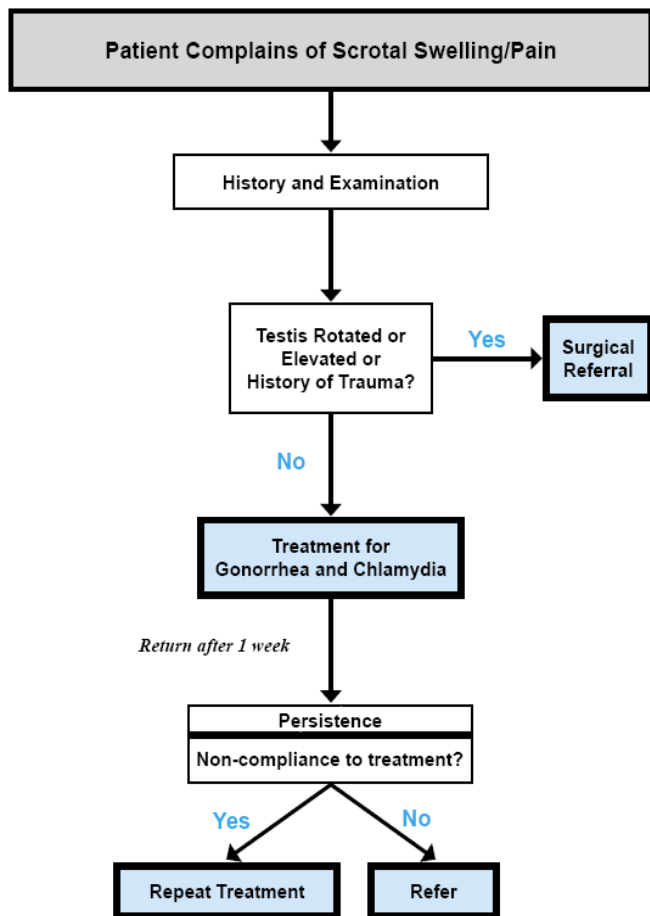 Patient Complains of Scrotal Swelling/Pain
History and Examination
Testis Rotated or
Elevated or
History of Trauma?
Yes
Surgical
Referral
No
Treatment for
Gonorrhea and Chlamydia
Return after 1 week
Persistence
Non-compliance to treatment?
Yes
No
Repeat Treatment
Refer